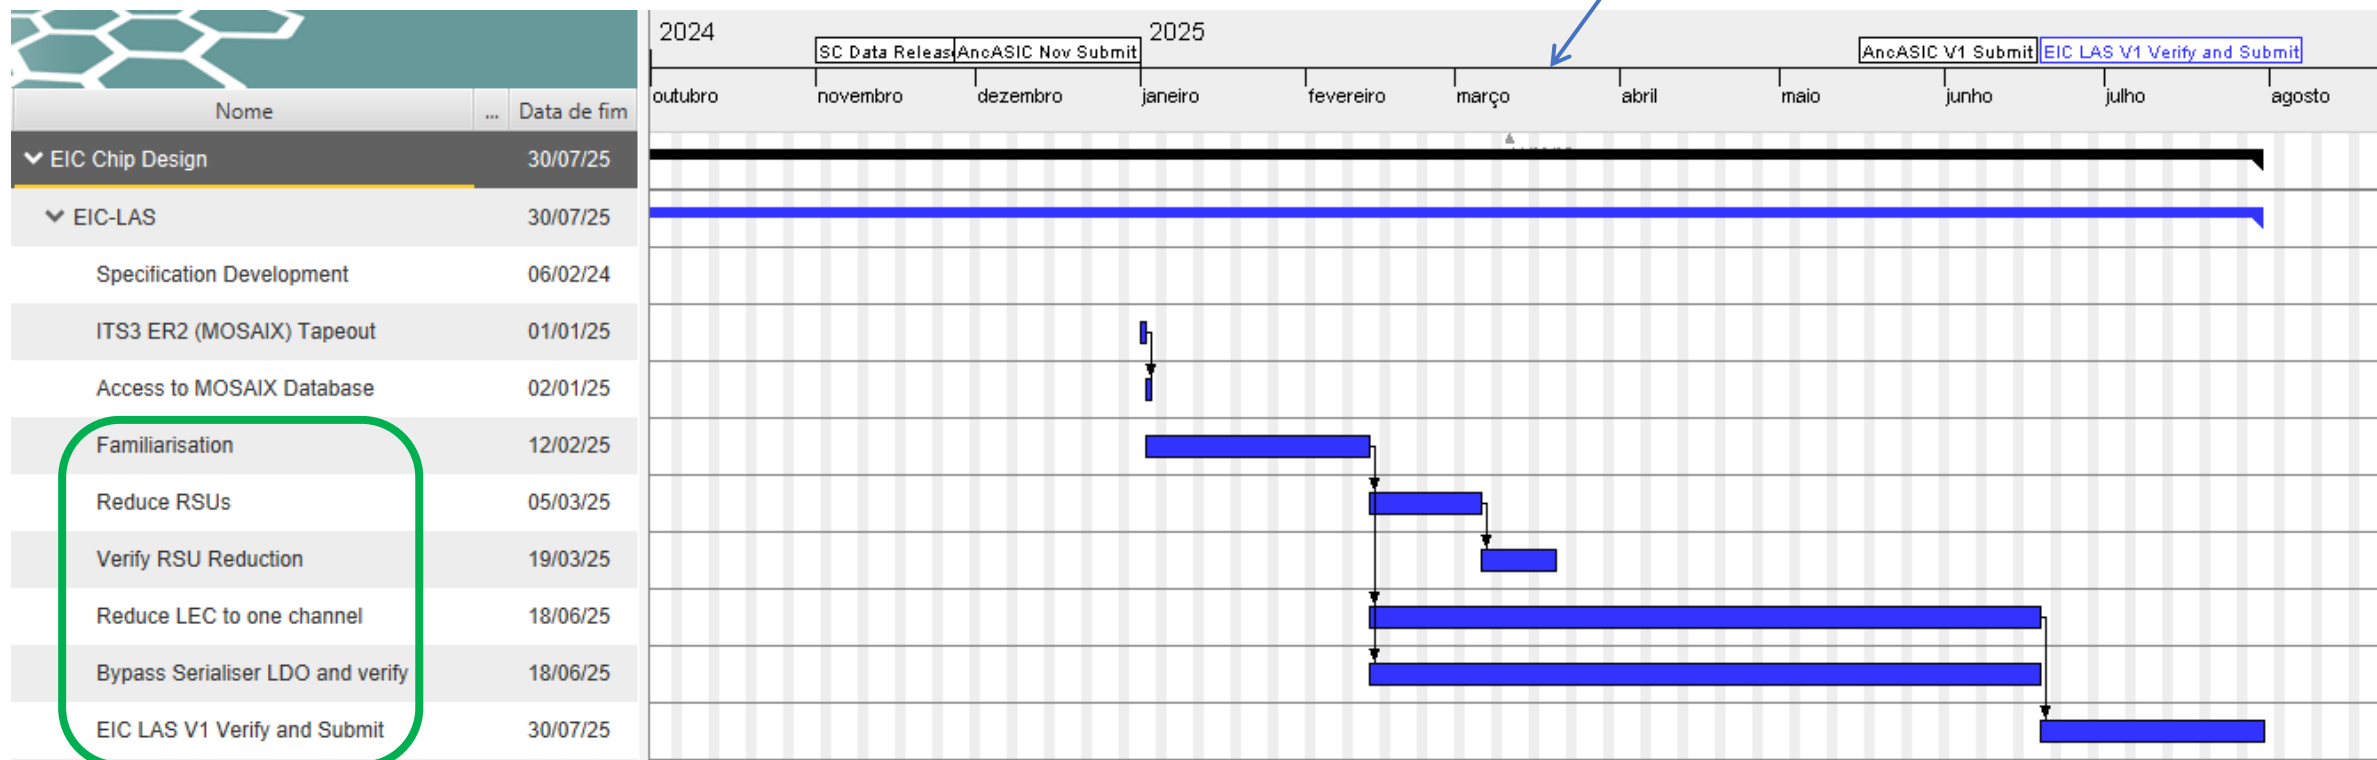 2024
2025
SC Data Releas
AncASIC Nov Submit
AncASIC V1 Submit
EIC LAS V1 Verify and Submit
outubro
novembro
dezembro
janeiro
fevereiro
março
abril
maio
junho
julho
agosto
Nome ... Data de fim
EIC Chip Design 30/07/25
EIC-LAS 30/07/25
Specification Development 06/02/24
ITS3 ER2 (MOSAIX) Tapeout 01/01/25
Access to MOSAIX Database 02/01/25
Familiarisation 12/02/25
Reduce RSUs 05/03/25
Verify RSU Reduction 19/03/25
Reduce LEC to one channel 18/06/25
Bypass Serialiser LDO and verify 18/06/25
EIC LAS V1 Verify and Submit 30/07/25